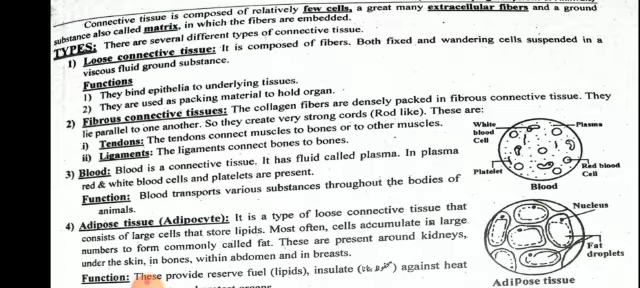 Connective tissue is composed of relatively few cells, a great many extracellular fibers and a ground
substance also called matrix, in which the fibers are embedded.
TYPES: There are several different types of connective tissue.
1) Loose connective tissue: It is composed of fibers. Both fixed and wandering cells suspended in a
viscous fluid ground substance.
Functions
1) They bind epithelia to underlying tissues.
2) They are used as packing material to hold organ.
2) Fibrous connective tissues: The collagen fibers are densely packed in fibrous connective tissue. They
lie parallel to one another. So they create very strong cords (Rod like). These are:
i) Tendons: The tendons connect muscles to bones or to other muscles.
ii) Ligaments: The ligaments connect bones to bones.
3) Blood: Blood is a connective tissue. It has fluid called plasma. In plasma
red & white blood cells and platelets are present.
Function: Blood transports various substances throughout the bodies of
animals.
White
blood
Cell
Plasma
Platelet
Red blood
Cell
Blood
4) Adipose tissue (Adipocyte): It is a type of loose connective tissue that
consists of large cells that store lipids. Most often, cells accumulate in large
numbers to form commonly called fat. These are present around kidneys,
under the skin, in bones, within abdomen and in breasts.
Function: These provide reserve fuel (lipids), insulate ( ) against heat
Nucleus
Fat
droplets
AdiPose tissue